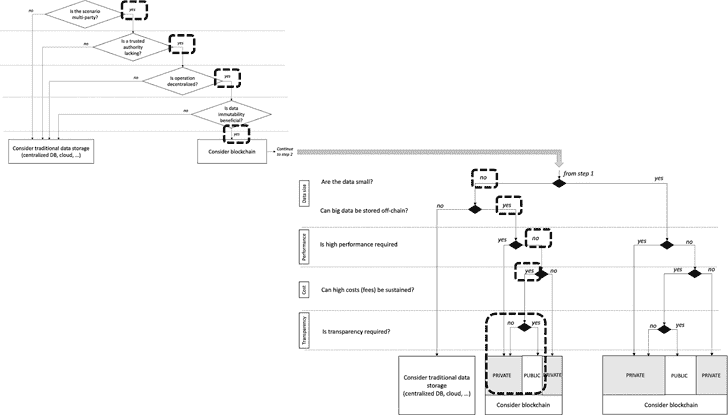 Is the scenario
multi-party?
yes
no
Is a trusted
authority
lacking?
yes
no
Is operation
decentralized?
yes
no
Is data
immutability
beneficial?
no
yes
Consider traditional data storage
(centralized DB, cloud, ...)
Consider blockchain
Continue
to step 2
from step 1
Data size
Are the data small?
no
yes
Can big data be stored off-chain?
no
yes
Performance
Is high performance required
yes
no
yes
no
Cost
Can high costs (fees) be sustained?
yes
no
yes
no
Transparency
Is transparency required?
no
yes
no
yes
Consider traditional data
storage
(centralized DB, cloud, ...)
PRIVATE
PUBLIC
PRIVATE
Consider blockchain
PRIVATE
PUBLIC
PRIVATE
Consider blockchain